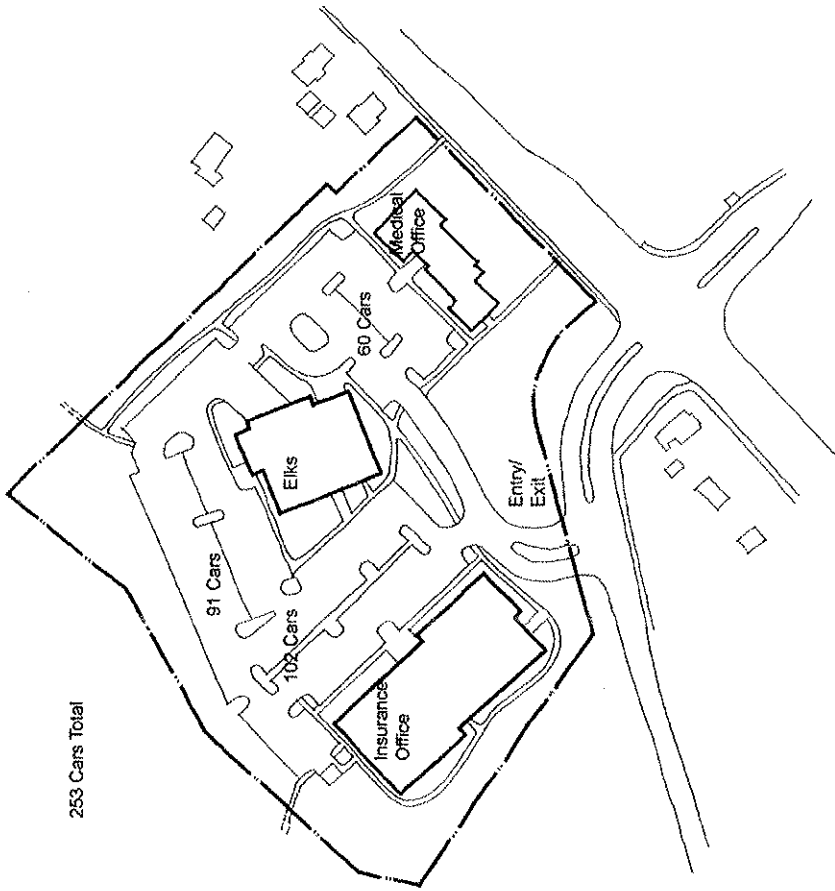 253 Cars Total
91 Cars
102 Cars
Elks
60 Cars
Medical
Office
Insurance
Office
Entry/
Exit